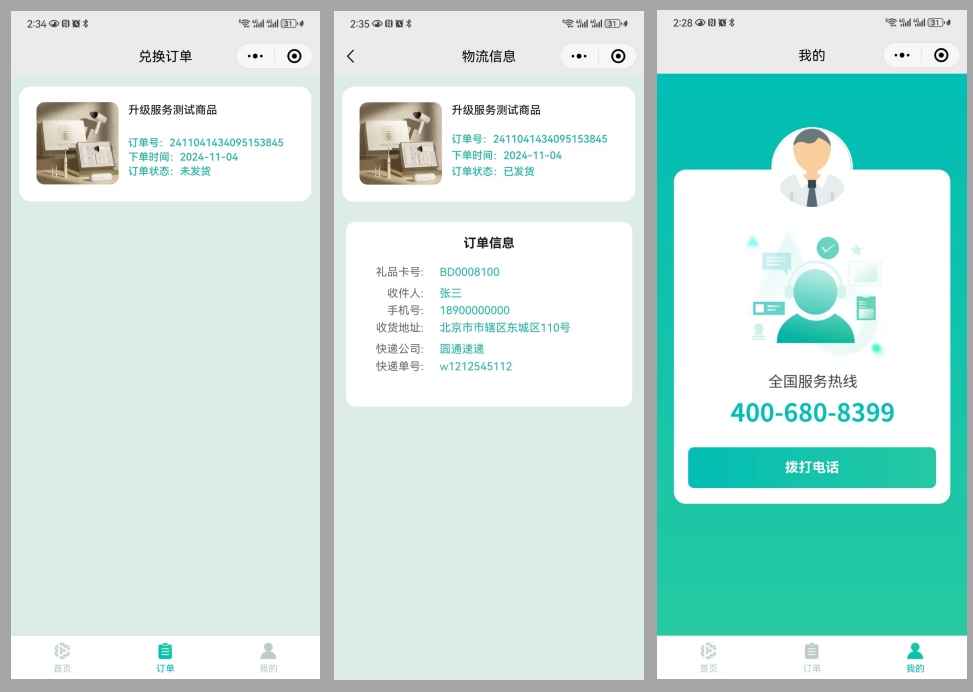 2:34
31
兑换订单
升级服务测试商品
订单号: 2411041434095153845
下单时间: 2024-11-04
订单状态: 未发货
首页
订单
我的
2:35
31
物流信息
升级服务测试商品
订单号: 2411041434095153845
下单时间: 2024-11-04
订单状态: 已发货
订单信息
礼品卡号: BD0008100
收件人: 张三
手机号: 18900000000
收货地址: 北京市市辖区东城区110号
快递公司: 圆通速递
快递单号: w1212545112
2:28
31
我的
全国服务热线
400-680-8399
拨打电话
首页
订单
我的